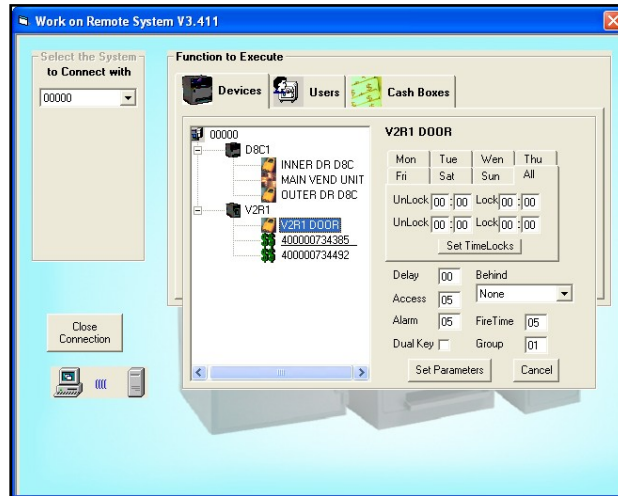 Work on Remote System V3.411
Select the System
to Connect with
00000
Function to Execute
Devices
Users
Cash Boxes
00000
D8C1
INNER DR D8C
MAIN VEND UNIT
OUTER DR D8C
V2R1
V2R1 DOOR
400000734385
400000734492
V2R1 DOOR
Mon Tue Wen Thu
Fri Sat Sun All
UnLock 00 : 00 Lock 00 : 00
UnLock 00 : 00 Lock 00 : 00
Set TimeLocks
Delay 00 Behind
Access 05 None
Alarm 05 FireTime 05
Dual Key Group 01
Set Parameters Cancel
Close
Connection